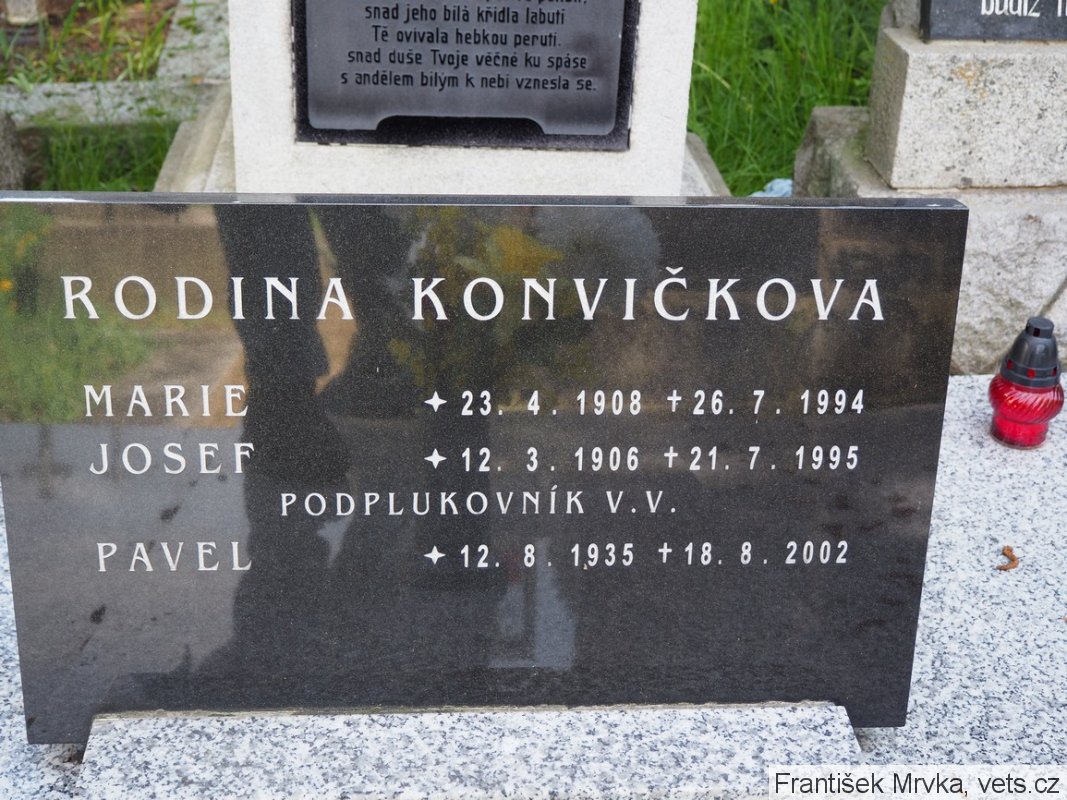 snad jeho bílá křídla labutí
Tě ovívala hebkou perutí.
snad duše Tvoje věčné ku spáse
s andělem bílým k nebi vznesla se.
budiž
RODINA KONVIČKOVA
MARIE ✦ 23. 4. 1908 † 26. 7. 1994
JOSEF ✦ 12. 3. 1906 † 21. 7. 1995
PODPLUKOVNÍK V.V.
PAVEL ✦ 12. 8. 1935 † 18. 8. 2002
František Mrvka, vets.cz